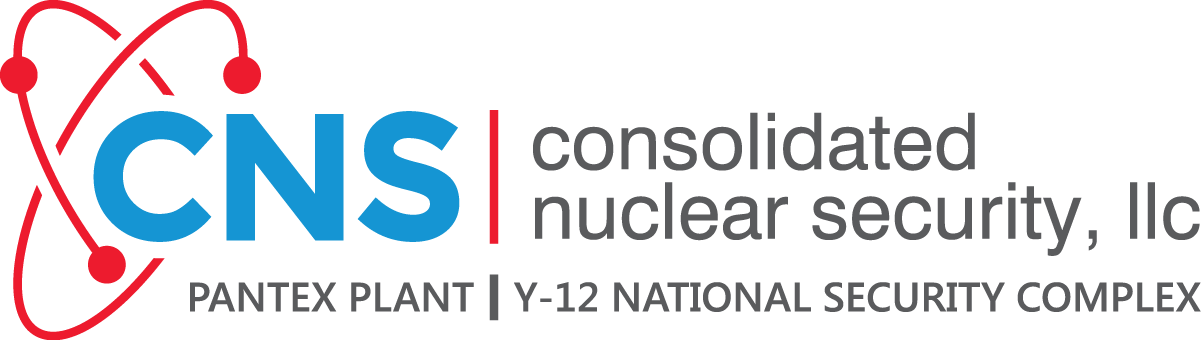 CNS
consolidated
nuclear security, llc
PANTEX PLANT | Y-12 NATIONAL SECURITY COMPLEX